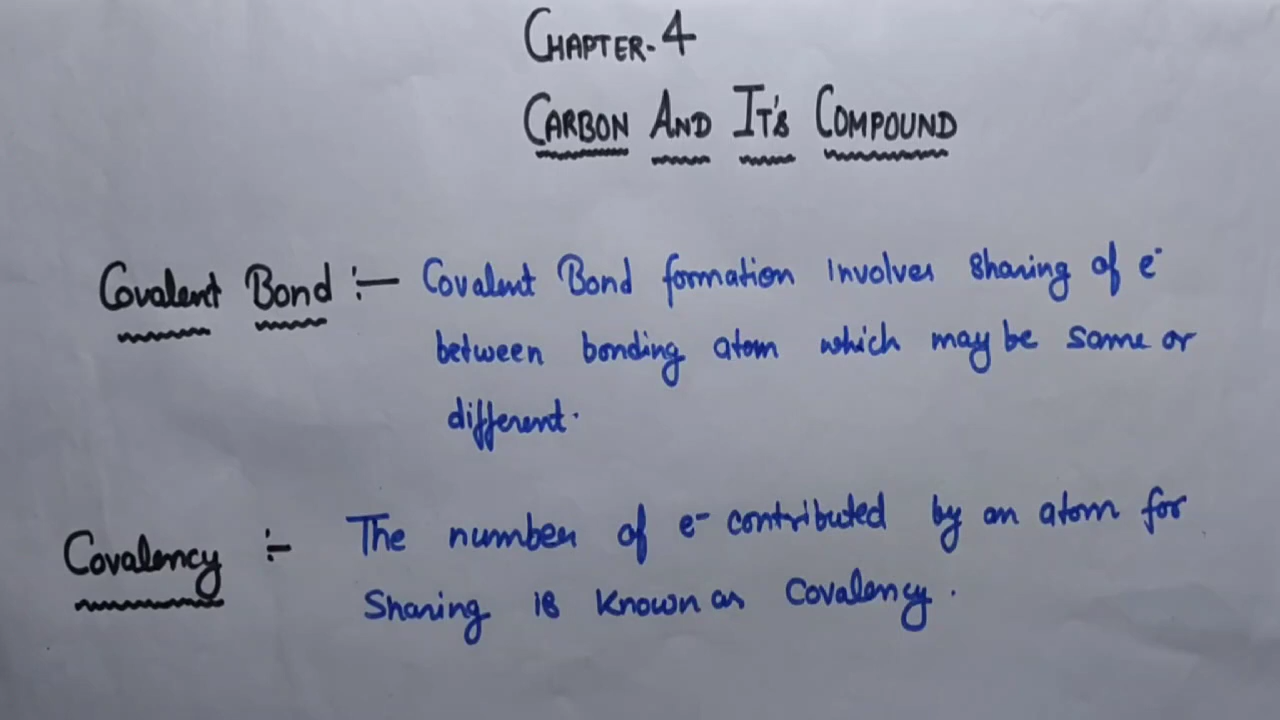 CHAPTER-4
CARBON AND IT'S COMPOUND
Covalent Bond :- Covalent Bond formation involves sharing of e-
between bonding atom which may be same or
different.
Covalency :- The number of e- contributed by an atom for
Sharing is known as Covalency.